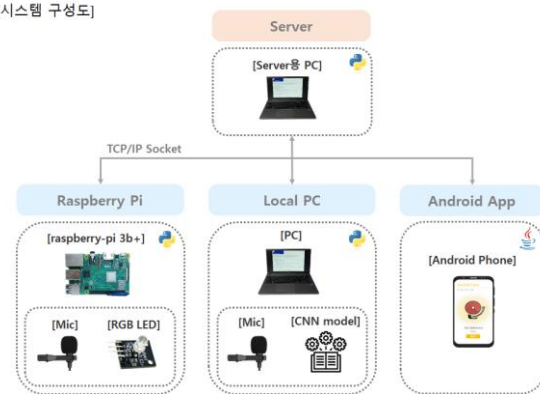 시스템 구성도]
Server
[Server용 PC]
TCP/IP Socket
Raspberry Pi
Local PC
Android App
[raspberry-pi 3b+]
[PC]
[Android Phone]
[Mic]
[RGB LED]
[Mic]
[CNN model]